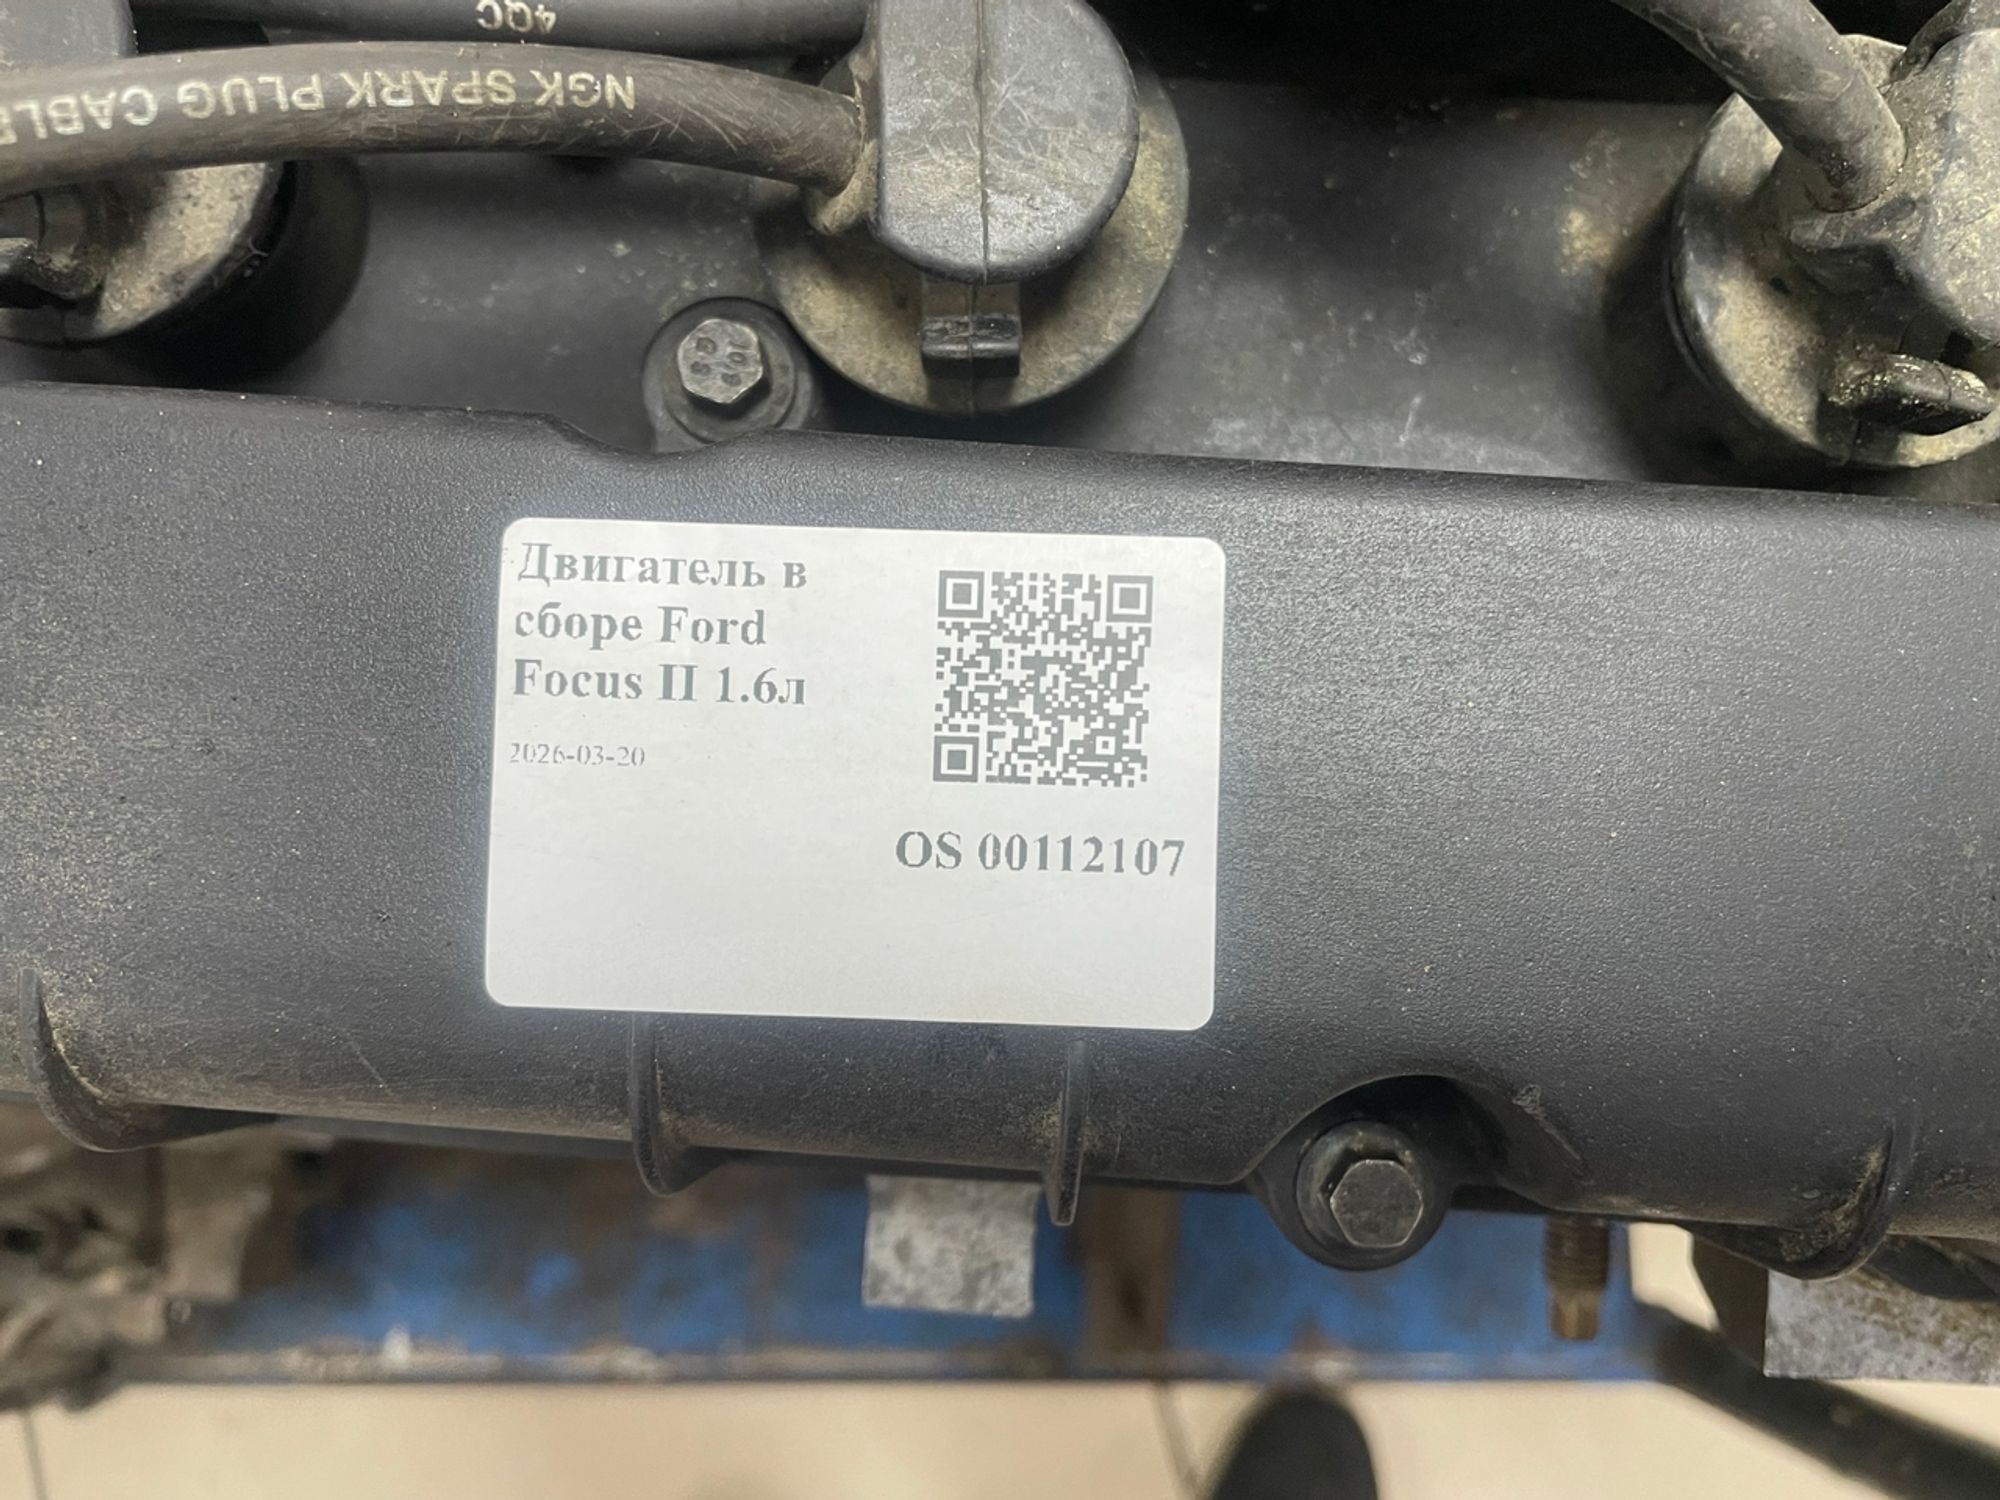 4QC
NGK SPARK PLUG CABLE
Двигатель в
сборе Ford
Focus II 1.6л
2026-03-20
OS 00112107